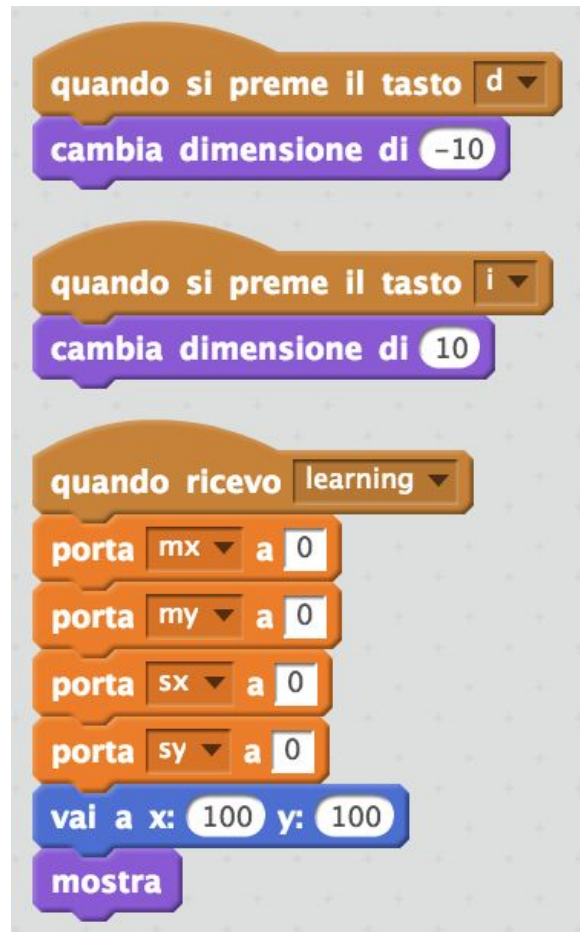 quando si preme il tasto d
cambia dimensione di -10
quando si preme il tasto i
cambia dimensione di 10
quando ricevo learning
porta mx a 0
porta my a 0
porta sx a 0
porta sy a 0
vai a x: 100 y: 100
mostra